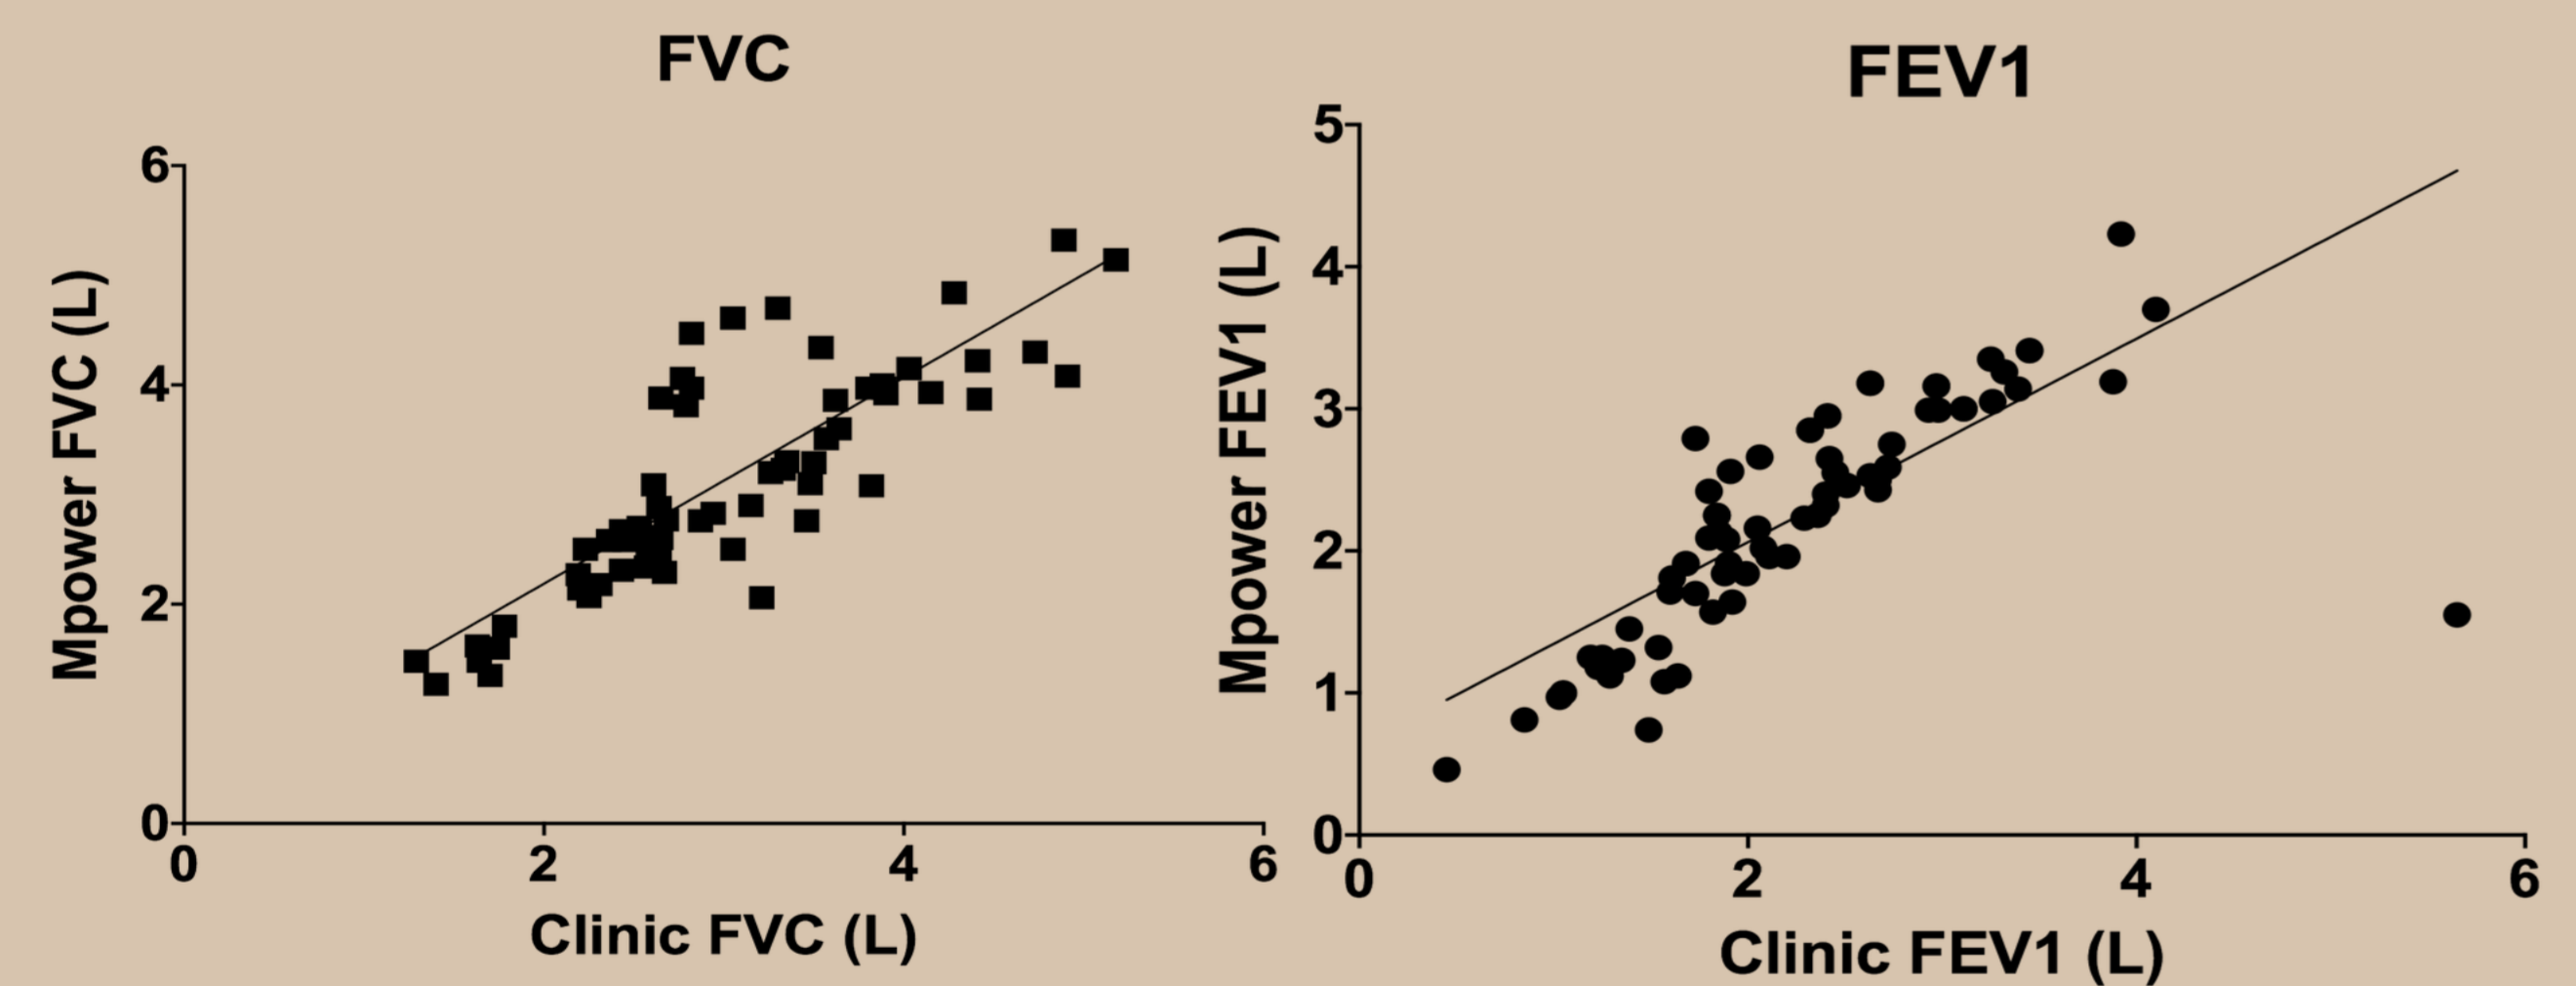 FVC
6
4
2
0
0 2 4 6
Mpower FVC (L)
Clinic FVC (L)
FEV1
5
4
3
2
1
0
0 2 4 6
Mpower FEV1 (L)
Clinic FEV1 (L)